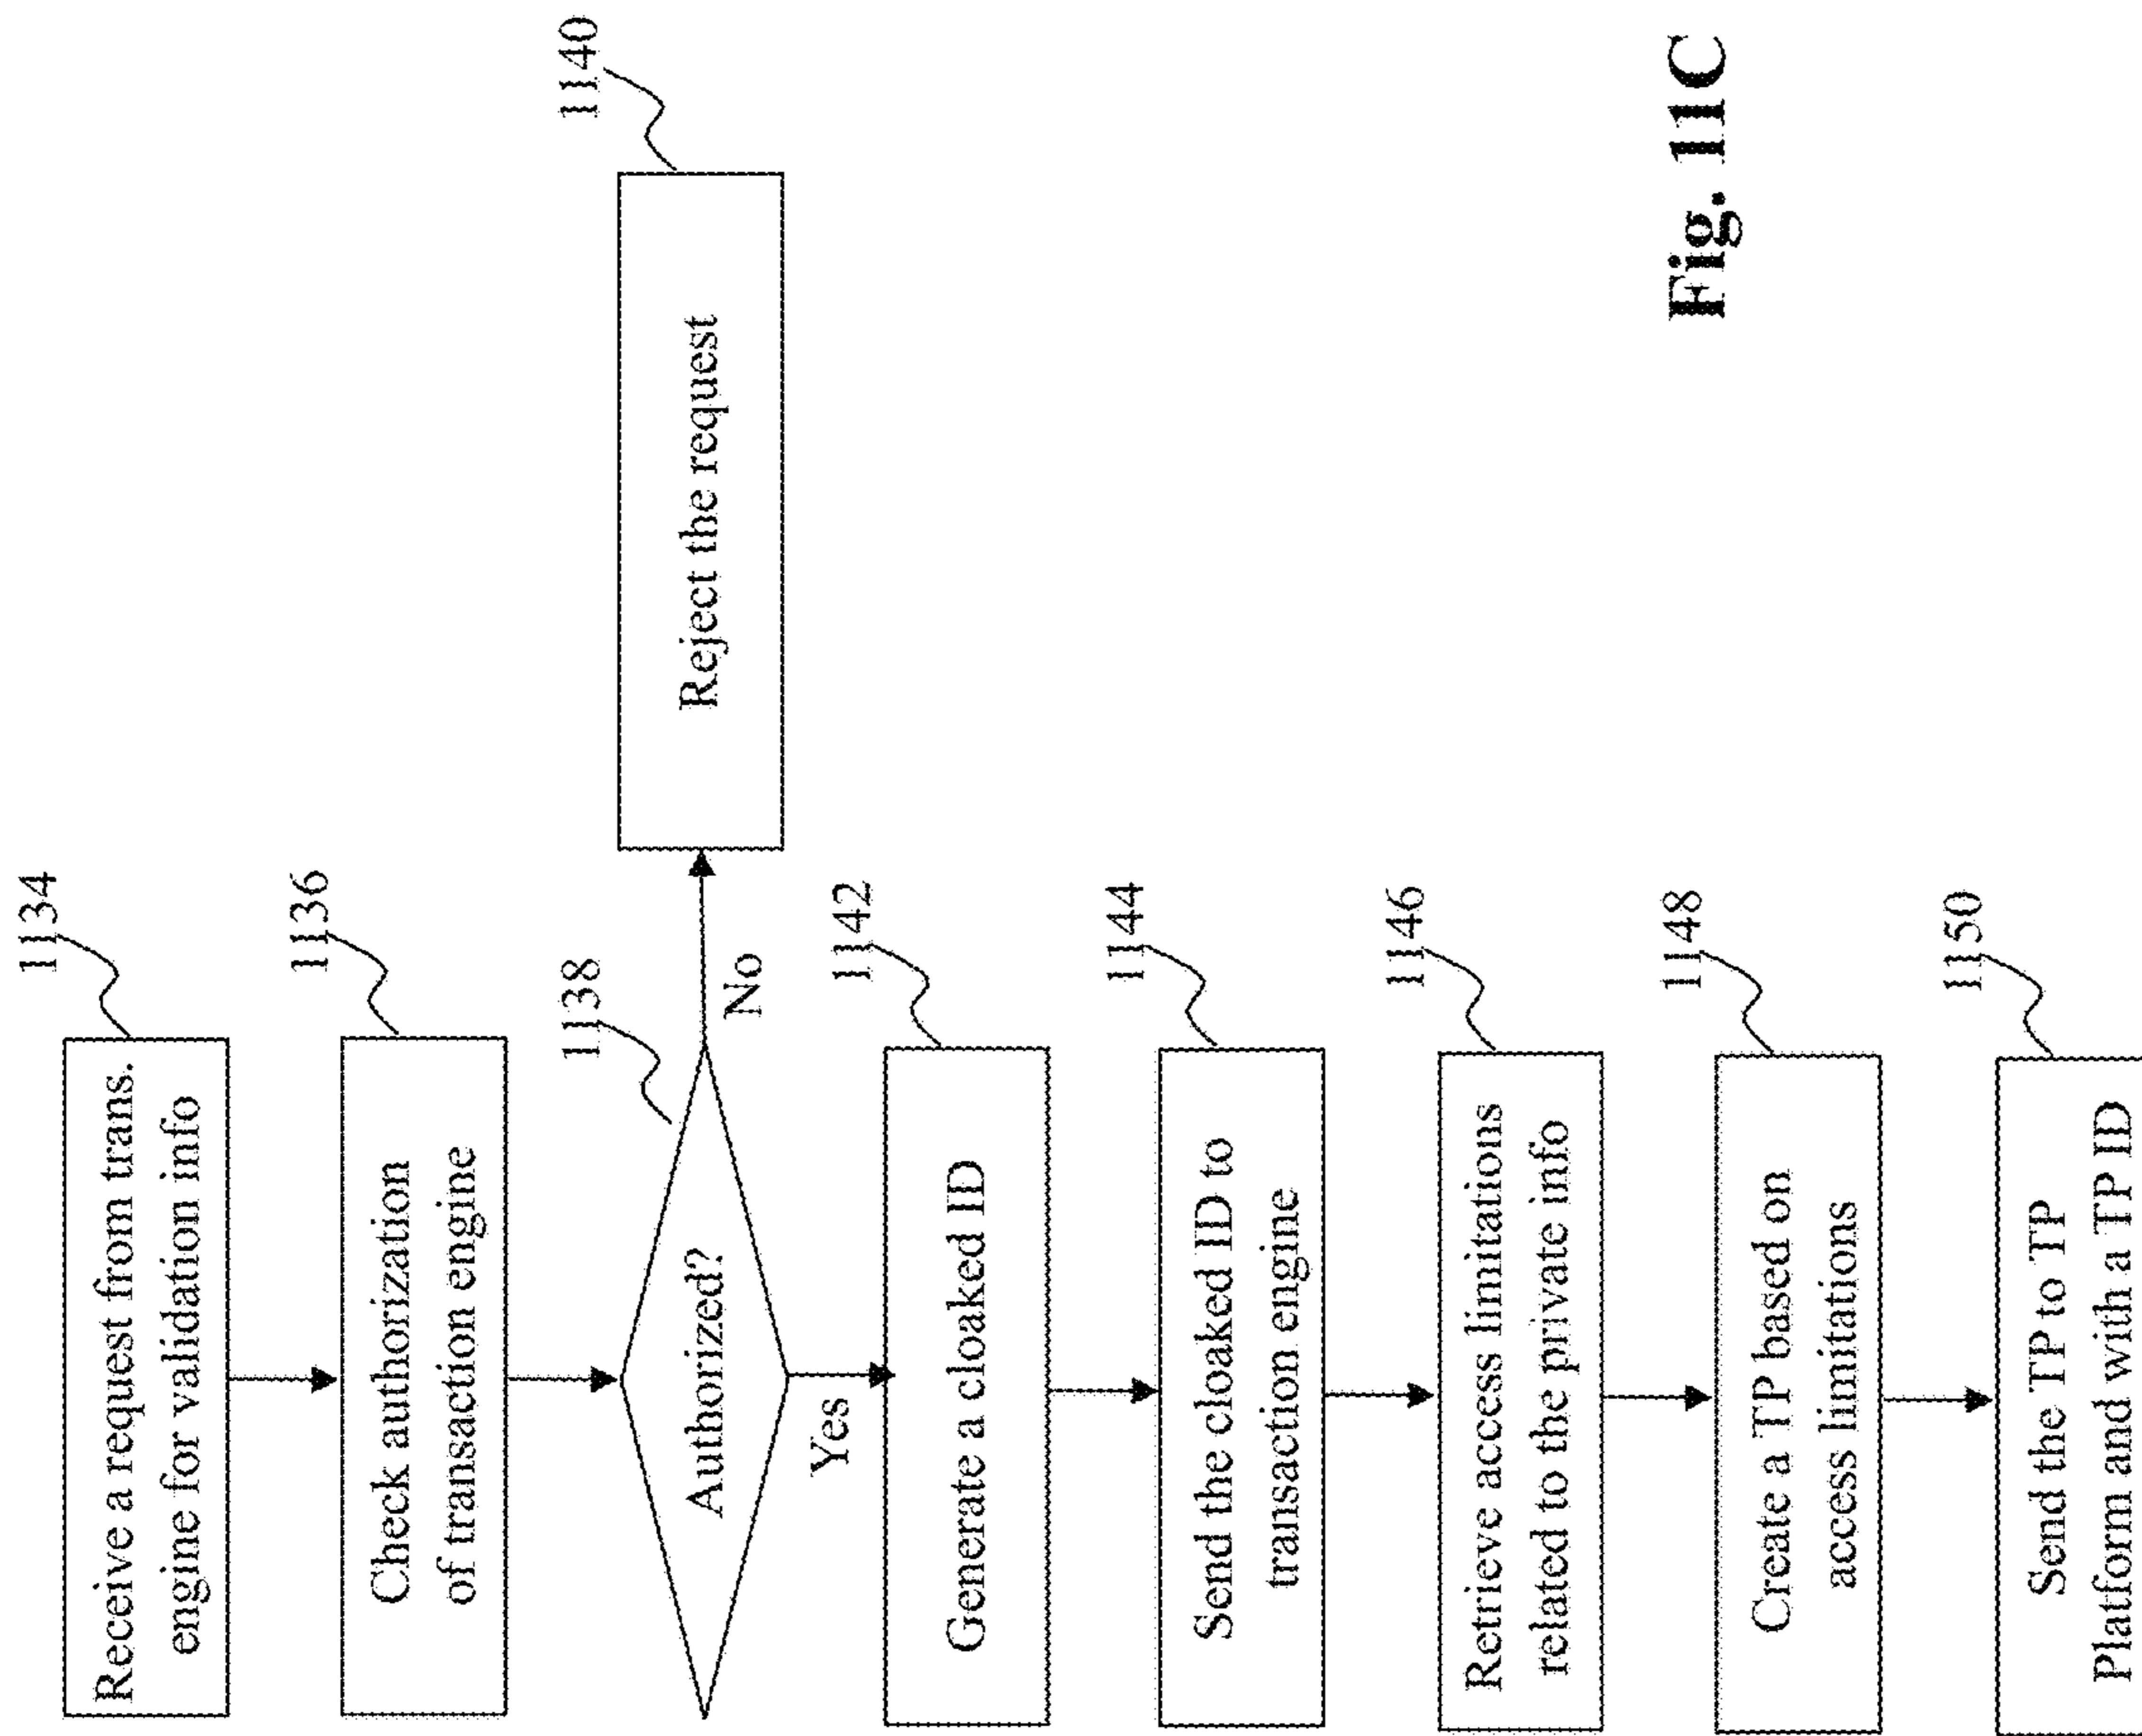 1134
Receive a request from trans.
engine for validation info
1136
Check authorization
of transaction engine
1138
Authorized?
No
1140
Reject the request
Yes
1142
Generate a cloaked ID
1144
Send the cloaked ID to
transaction engine
1146
Retrieve access limitations
related to the private info
1148
Create a TP based on
access limitations
1150
Send the TP to TP
Platform and with a TP ID
Fig. 11C